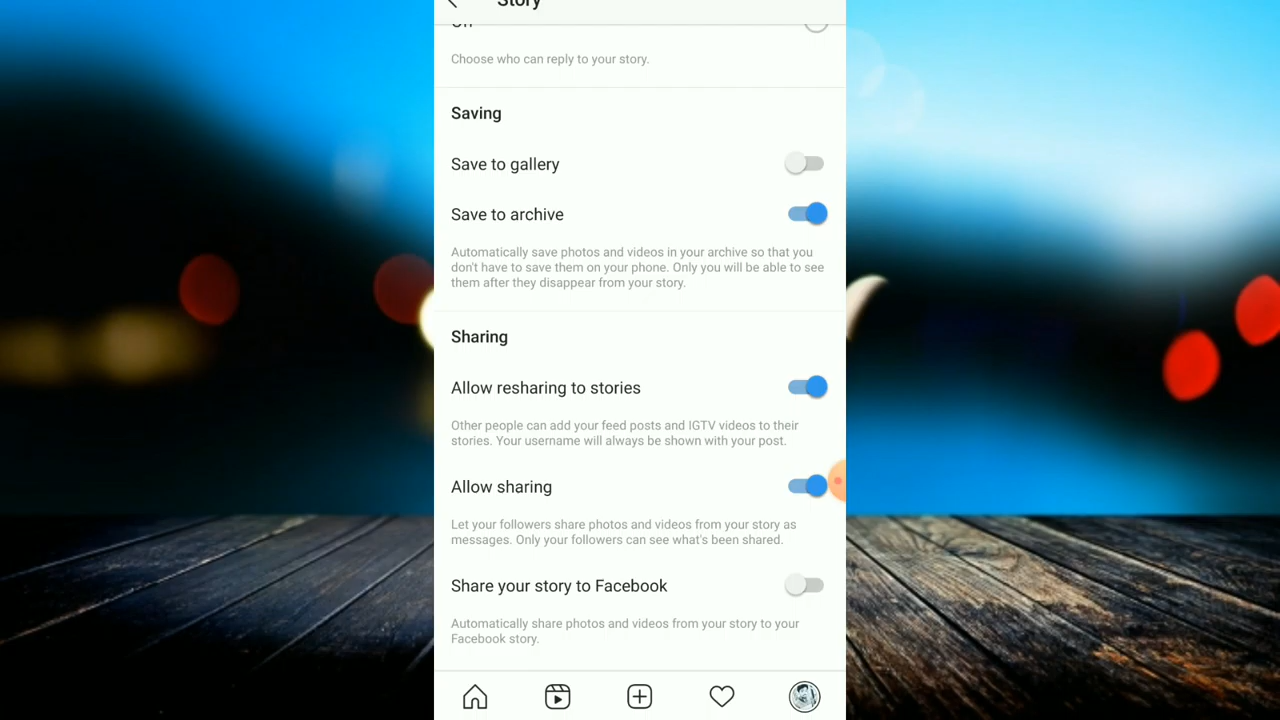 Story
Off
Choose who can reply to your story.
Saving
Save to gallery
Save to archive
Automatically save photos and videos in your archive so that you
don't have to save them on your phone. Only you will be able to see
them after they disappear from your story.
Sharing
Allow resharing to stories
Other people can add your feed posts and IGTV videos to their
stories. Your username will always be shown with your post.
Allow sharing
Let your followers share photos and videos from your story as
messages. Only your followers can see what's been shared.
Share your story to Facebook
Automatically share photos and videos from your story to your
Facebook story.